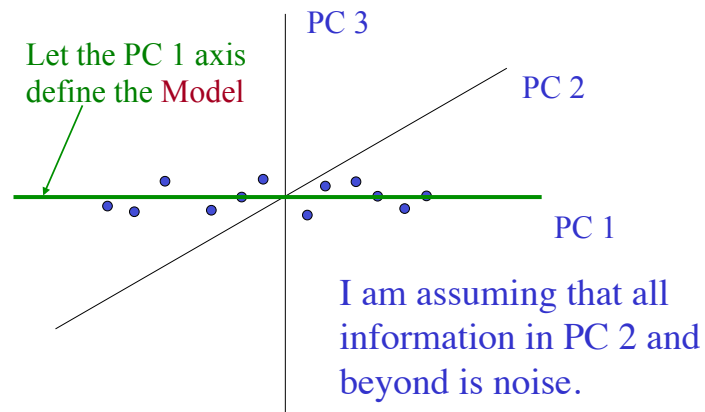 PC 3
Let the PC 1 axis
define the Model
PC 2
PC 1
I am assuming that all
information in PC 2 and
beyond is noise.